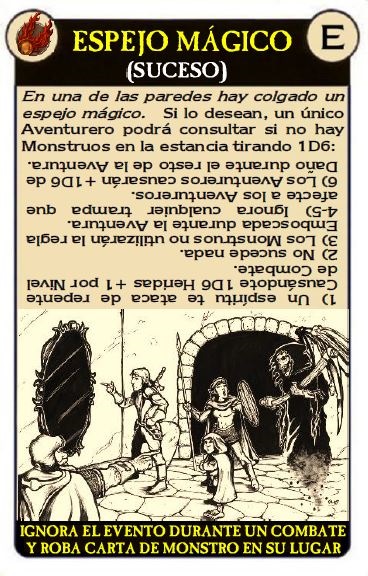 ESPEJO MÁGICO
E
(SUCESO)
En una de las paredes hay colgado un
espejo mágico. Si lo desean, un único
Aventurero podrá consultar si no hay
Monstruos en la estancia tirando 1D6:
1) Un espíritu te ataca de repente
Causándote 1D6 Heridas +1 por Nivel
de Combate.
2) No sucede nada.
3) Los Monstruos no utilizarán la regla
Emboscada durante la Aventura.
4-5) Ignora cualquier trampa que
afecte a los Aventureros.
6) Los Aventureros causarán +1D6 de
Daño durante el resto de la Aventura.
IGNORA EL EVENTO DURANTE UN COMBATE
Y ROBA CARTA DE MONSTRO EN SU LUGAR